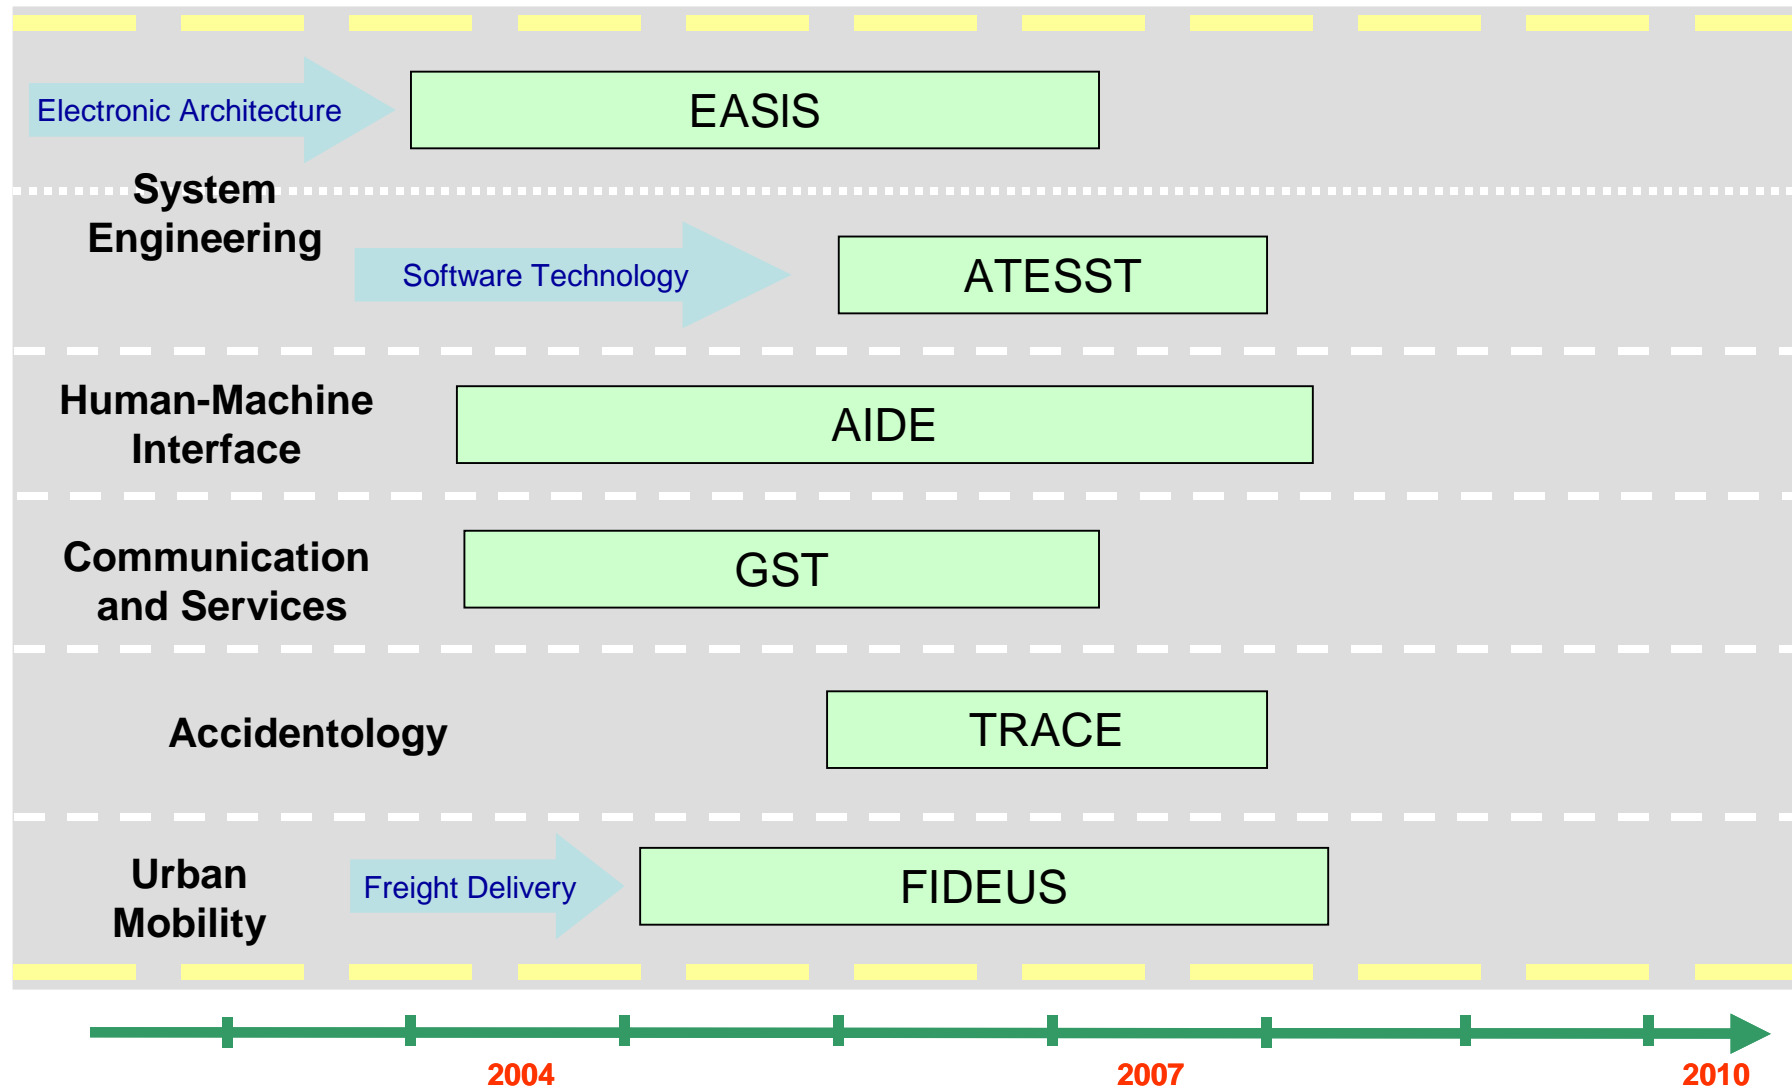 Electronic Architecture
EASIS
System
Engineering
Software Technology
ATESST
Human-Machine
Interface
AIDE
Communication
and Services
GST
Accidentology
TRACE
Urban
Mobility
Freight Delivery
FIDEUS
2004
2007
2010